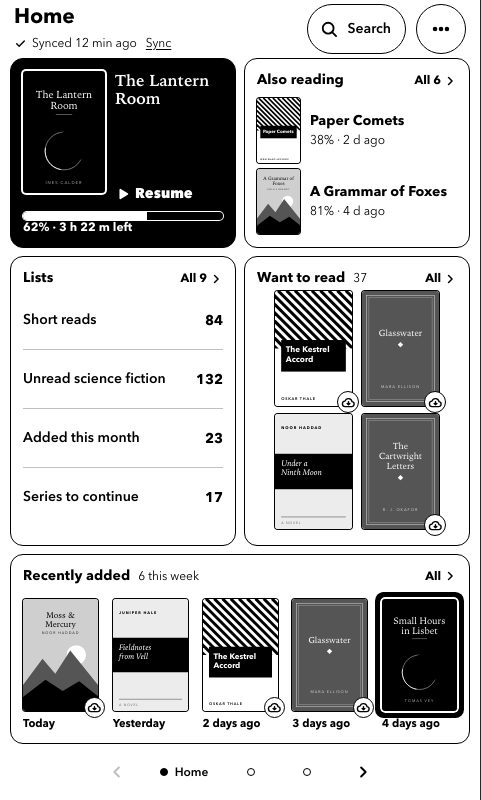 Home
Synced 12 min ago Sync
Search
The Lantern
Room
INES CALDER
The Lantern
Room
Resume
62% · 3 h 22 m left
Also reading
All 6
Paper Comets
Paper Comets
38% · 2 d ago
A Grammar of
Foxes
A Grammar of Foxes
81% · 4 d ago
Lists
All 9
Short reads 84
Unread science fiction 132
Added this month 23
Series to continue 17
Want to read 37
All
The Kestrel
Accord
OSKAR THALE
Glasswater
MARA ELLISON
NOOR HADDAD
Under a
Ninth Moon
A NOVEL
The
Cartwright
Letters
R. J. OKAFOR
Recently added 6 this week
All
Moss &
Mercury
NOOR HADDAD
Today
JUNIPER HALE
Fieldnotes
from Vell
A NOVEL
Yesterday
The Kestrel
Accord
OSKAR THALE
2 days ago
Glasswater
MARA ELLISON
3 days ago
Small Hours
in Lisbet
TOMAS VEY
4 days ago
Home